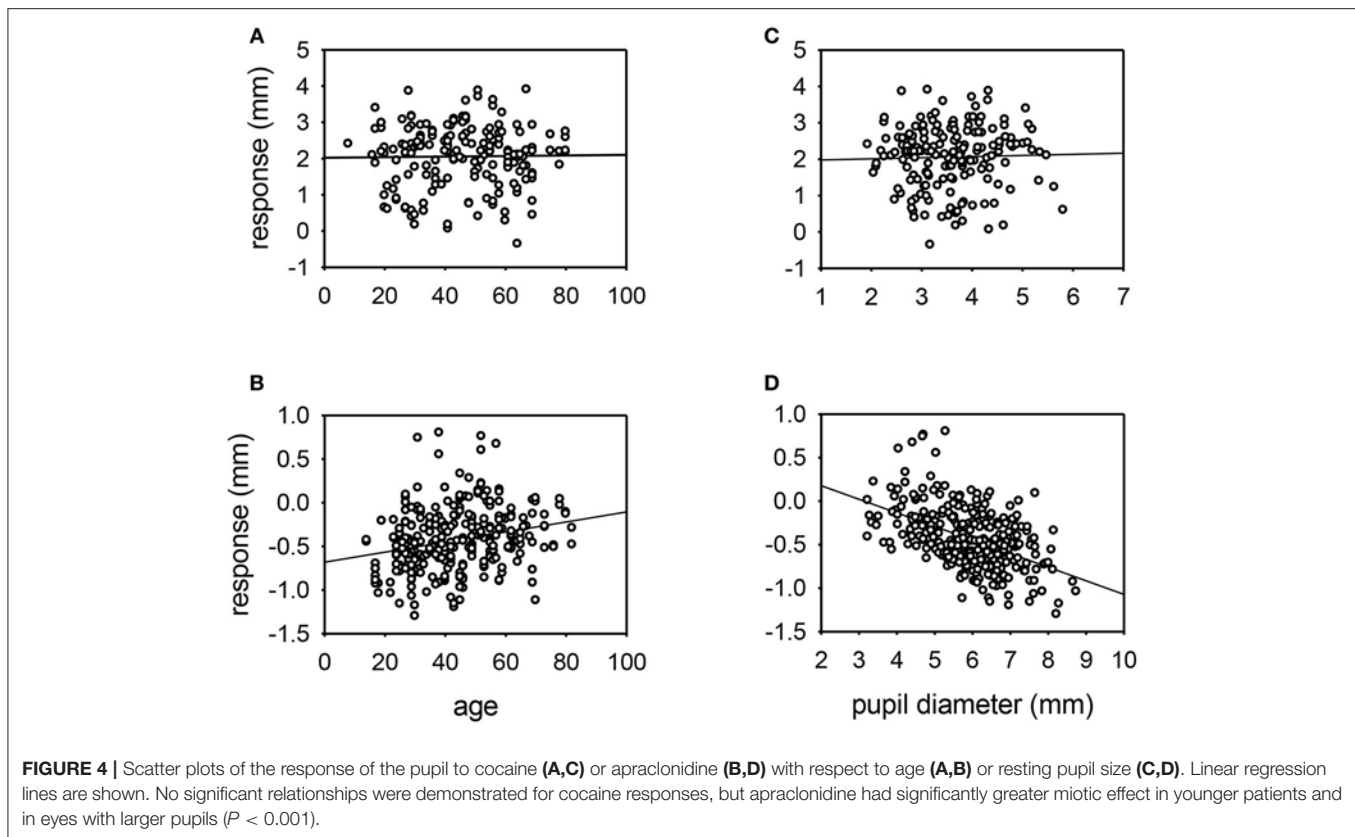 A
response (mm)
5
4
3
2
1
0
-1
0 20 40 60 80 100
C
5
4
3
2
1
0
-1
1 2 3 4 5 6 7
B
response (mm)
1.0
0.5
0.0
-0.5
-1.0
-1.5
0 20 40 60 80 100
age
D
1.0
0.5
0.0
-0.5
-1.0
-1.5
2 3 4 5 6 7 8 9 10
pupil diameter (mm)
FIGURE 4 | Scatter plots of the response of the pupil to cocaine (A,C) or apraclonidine (B,D) with respect to age (A,B) or resting pupil size (C,D). Linear regression
lines are shown. No significant relationships were demonstrated for cocaine responses, but apraclonidine had significantly greater miotic effect in younger patients and
in eyes with larger pupils (P < 0.001).